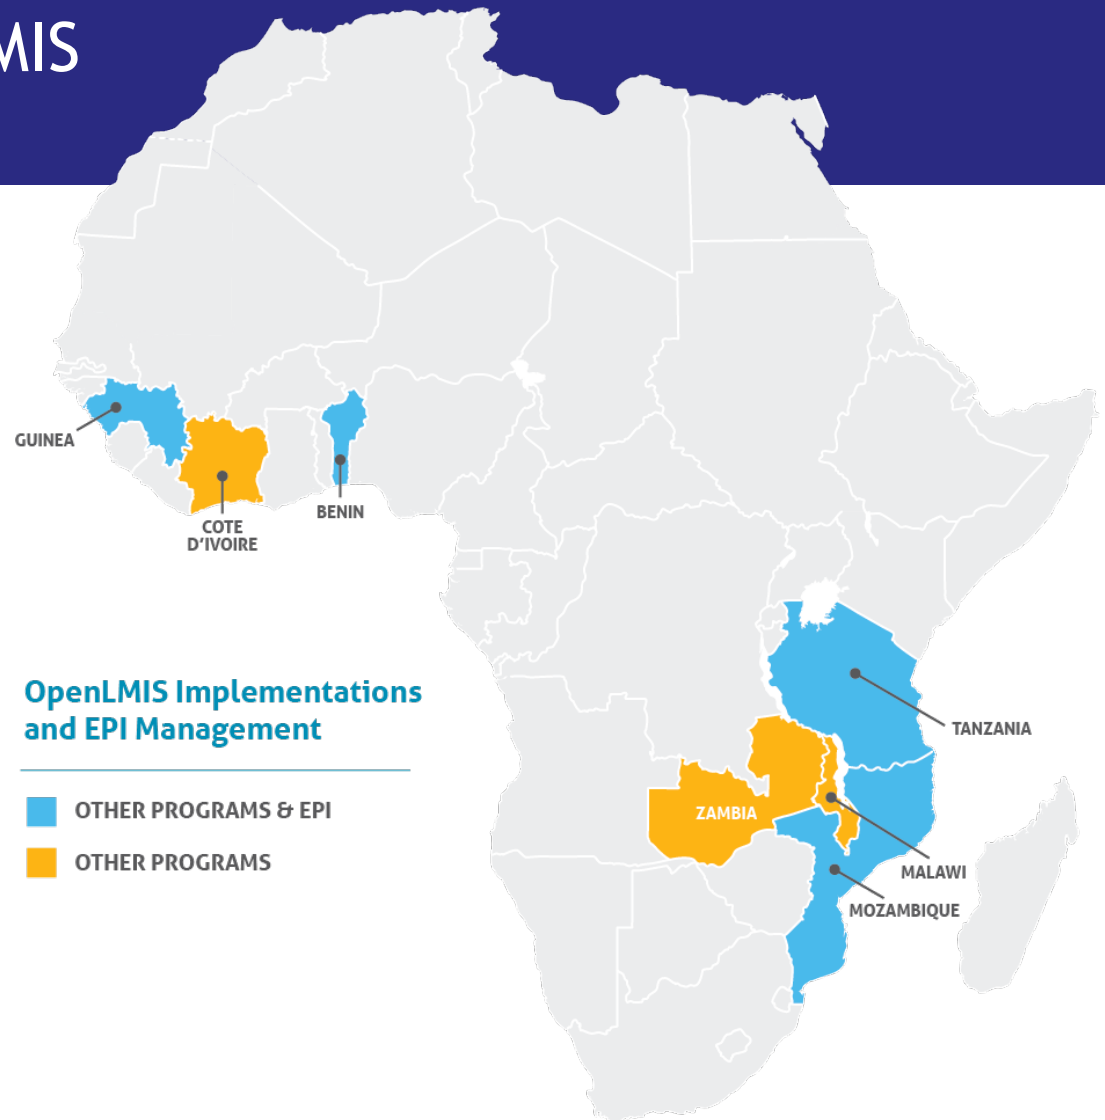 MIS
GUINEA
COTE
D'IVOIRE
BENIN
OpenLMIS Implementations
and EPI Management
OTHER PROGRAMS & EPI
OTHER PROGRAMS
TANZANIA
ZAMBIA
MALAWI
MOZAMBIQUE